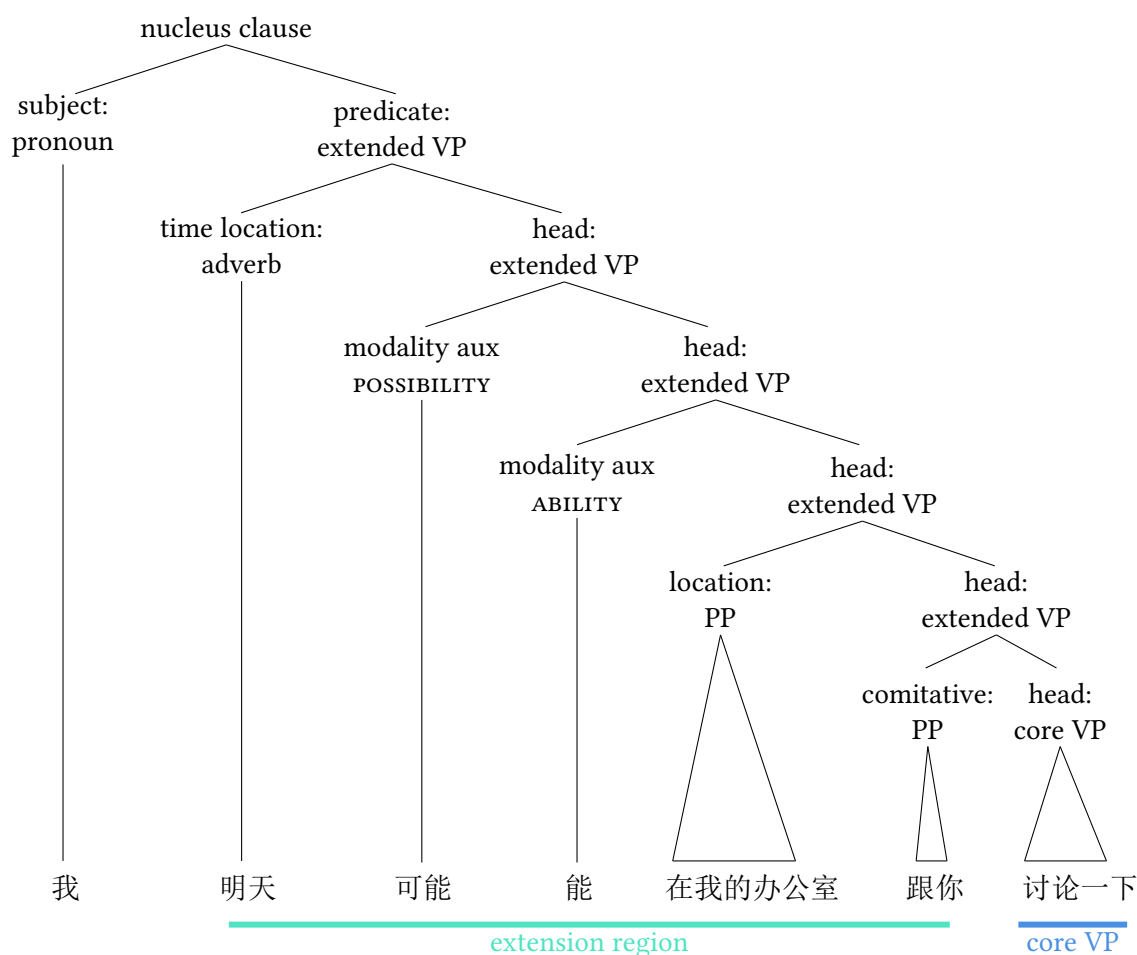 nucleus clause
subject:
pronoun
predicate:
extended VP
time location:
adverb
head:
extended VP
modality aux
POSSIBILITY
head:
extended VP
modality aux
ABILITY
head:
extended VP
location:
PP
head:
extended VP
comitative:
PP
head:
core VP
我 明天 可能 能 在我的办公室 跟你 讨论一下
extension region core VP